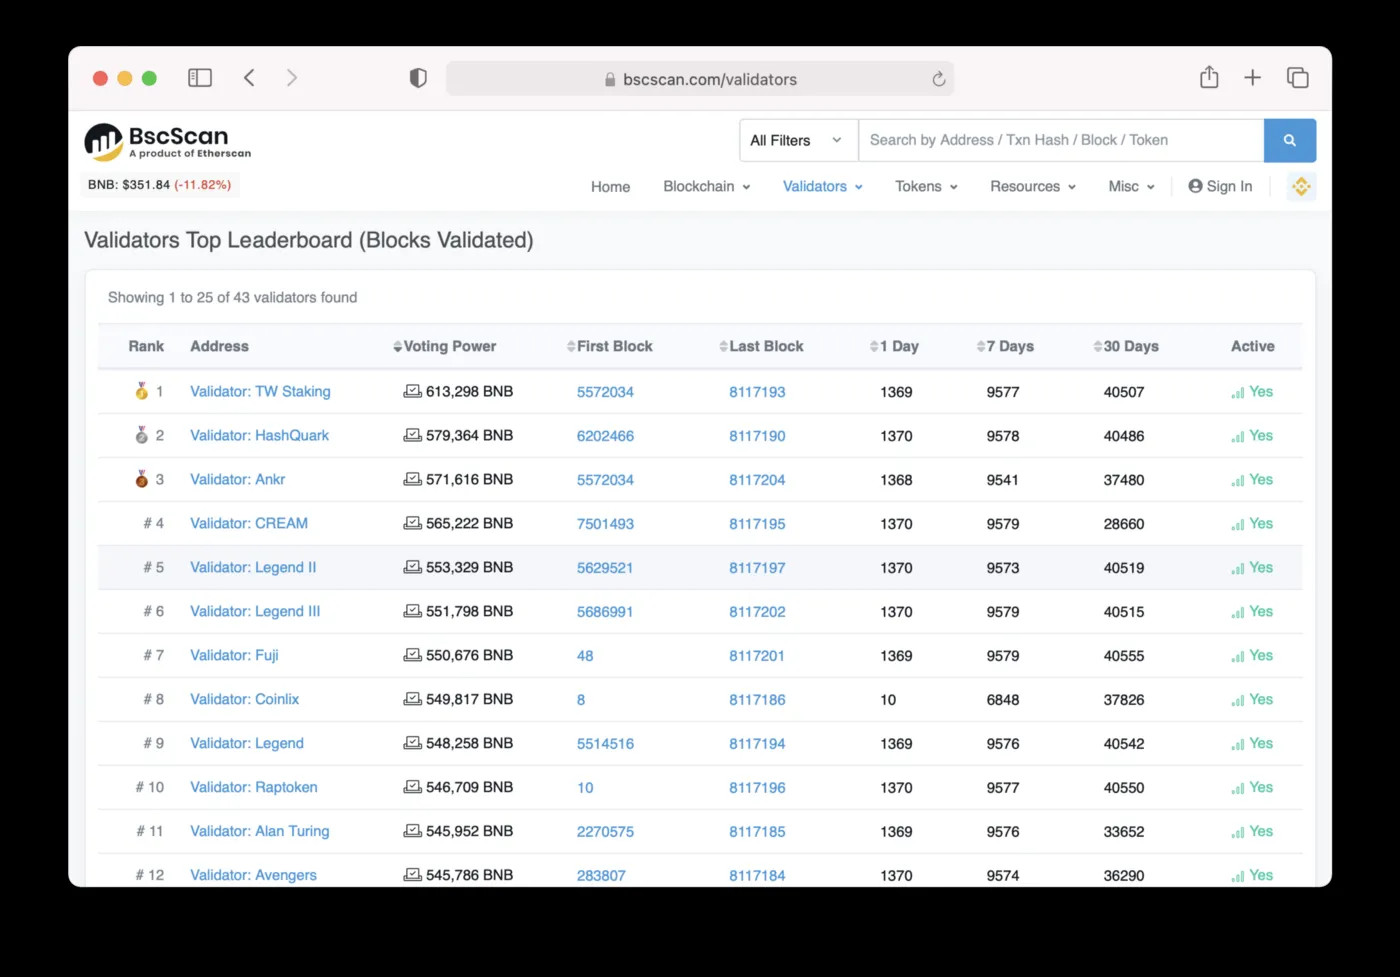 bscscan.com/validators
BscScan
A product of Etherscan
All Filters
Search by Address / Txn Hash / Block / Token
BNB: $351.84 (-11.82%)
Home Blockchain Validators Tokens Resources Misc Sign In
Validators Top Leaderboard (Blocks Validated)
Showing 1 to 25 of 43 validators found
Rank Address Voting Power First Block Last Block 1 Day 7 Days 30 Days Active
1 Validator: TW Staking 613,298 BNB 5572034 8117193 1369 9577 40507 Yes
2 Validator: HashQuark 579,364 BNB 6202466 8117190 1370 9578 40486 Yes
3 Validator: Ankr 571,616 BNB 5572034 8117204 1368 9541 37480 Yes
# 4 Validator: CREAM 565,222 BNB 7501493 8117195 1370 9579 28660 Yes
# 5 Validator: Legend II 553,329 BNB 5629521 8117197 1370 9573 40519 Yes
# 6 Validator: Legend III 551,798 BNB 5686991 8117202 1370 9579 40515 Yes
# 7 Validator: Fuji 550,676 BNB 48 8117201 1369 9579 40555 Yes
# 8 Validator: Coinlix 549,817 BNB 8 8117186 10 6848 37826 Yes
# 9 Validator: Legend 548,258 BNB 5514516 8117194 1369 9576 40542 Yes
# 10 Validator: Raptoken 546,709 BNB 10 8117196 1370 9577 40550 Yes
# 11 Validator: Alan Turing 545,952 BNB 2270575 8117185 1369 9576 33652 Yes
# 12 Validator: Avengers 545,786 BNB 283807 8117184 1370 9574 36290 Yes